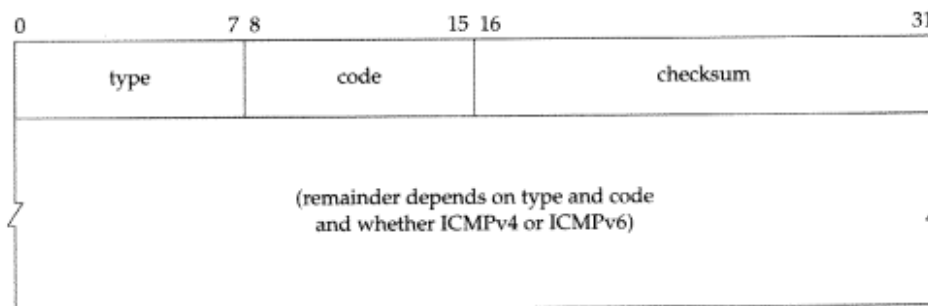 0 7 8 15 16 31
type code checksum
(remainder depends on type and code
and whether ICMPv4 or ICMPv6)